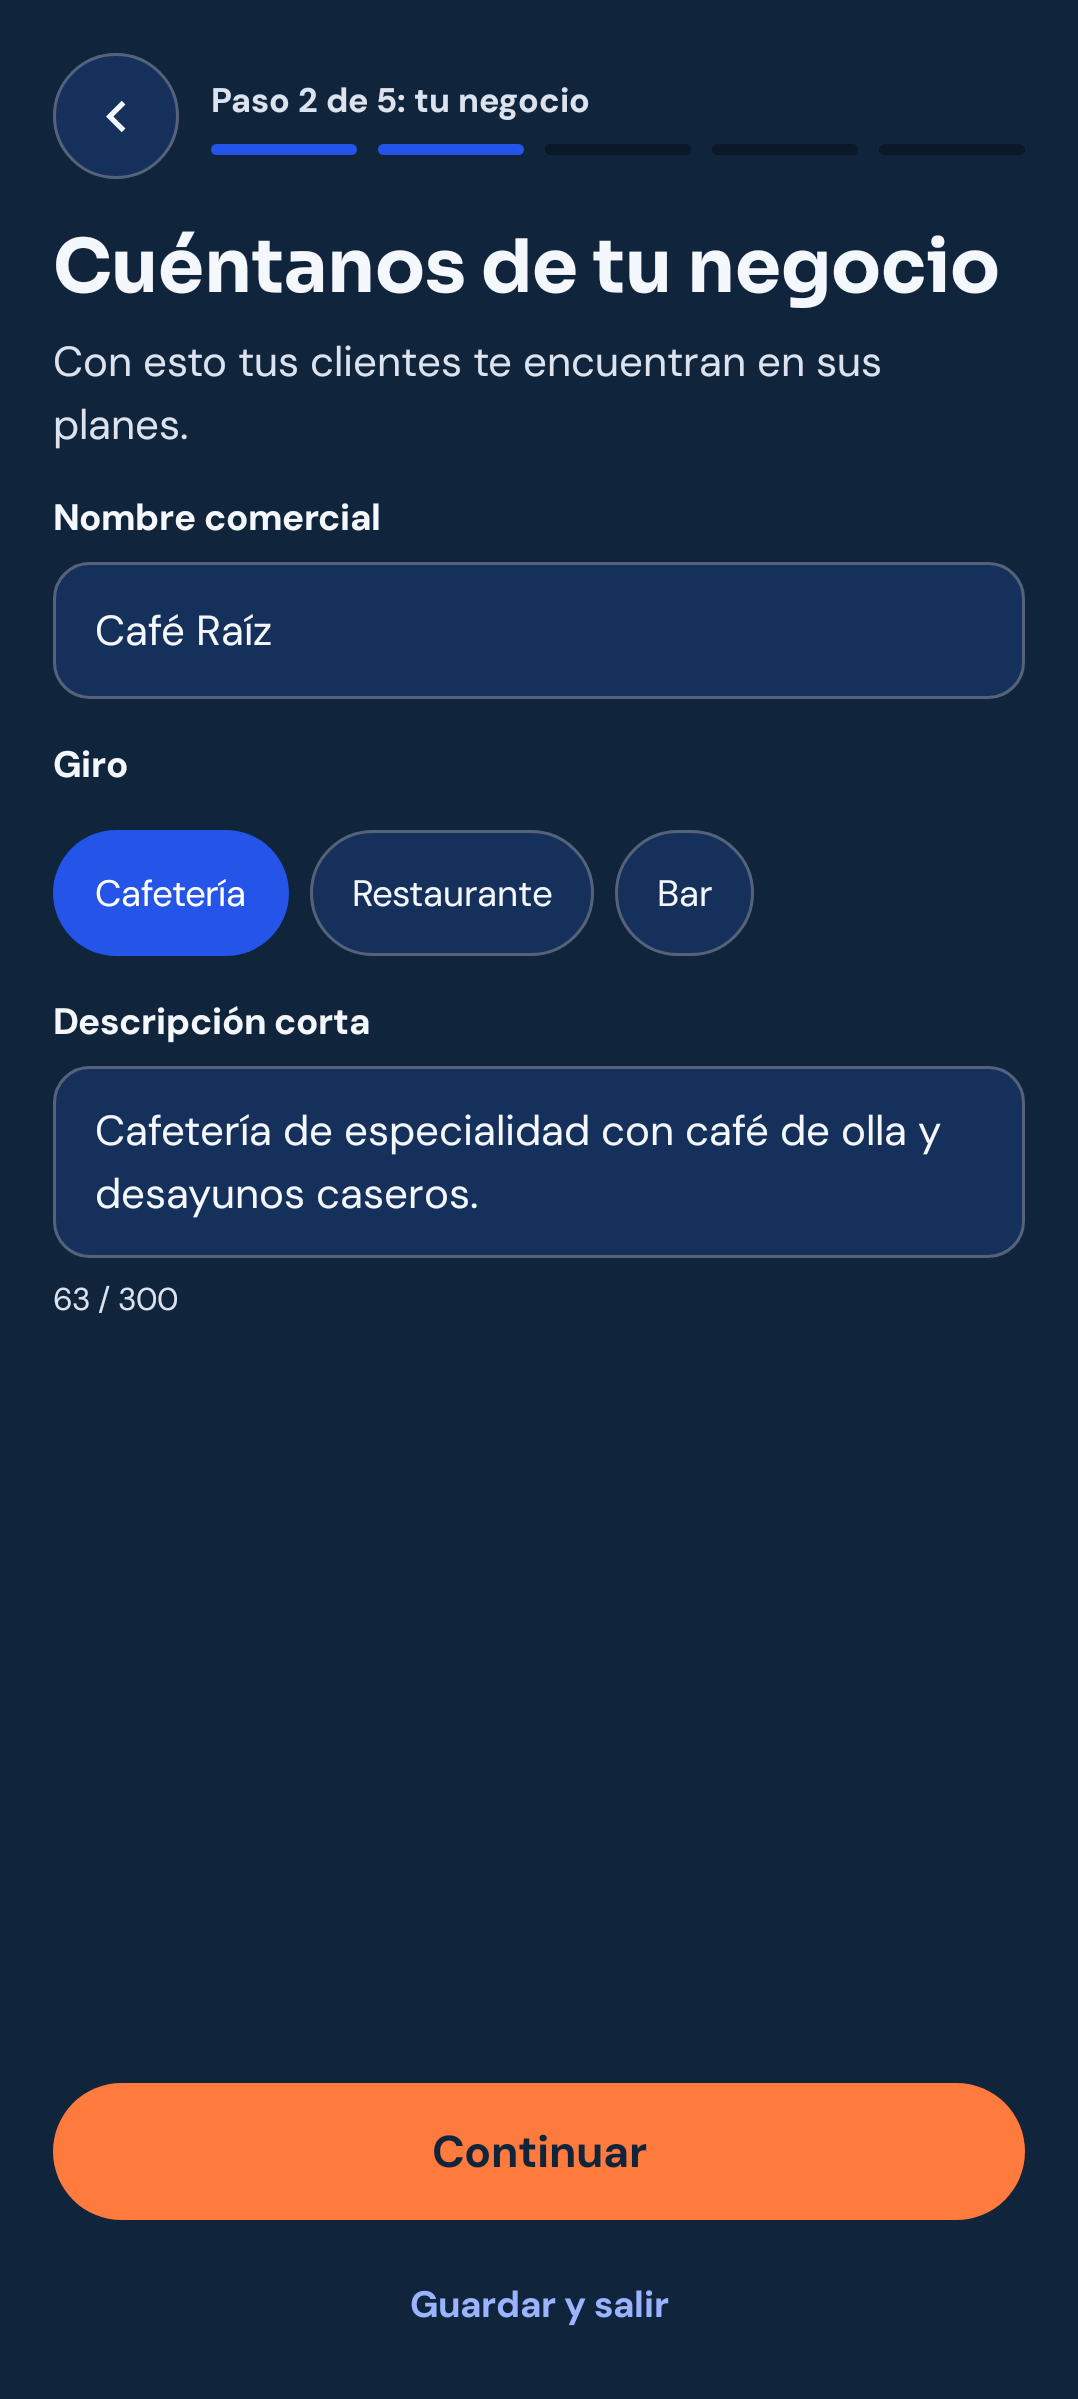 Paso 2 de 5: tu negocio
Cuéntanos de tu negocio
Con esto tus clientes te encuentran en sus
planes.
Nombre comercial
Café Raíz
Giro
Cafetería
Restaurante
Bar
Descripción corta
Cafetería de especialidad con café de olla y
desayunos caseros.
63 / 300
Continuar
Guardar y salir